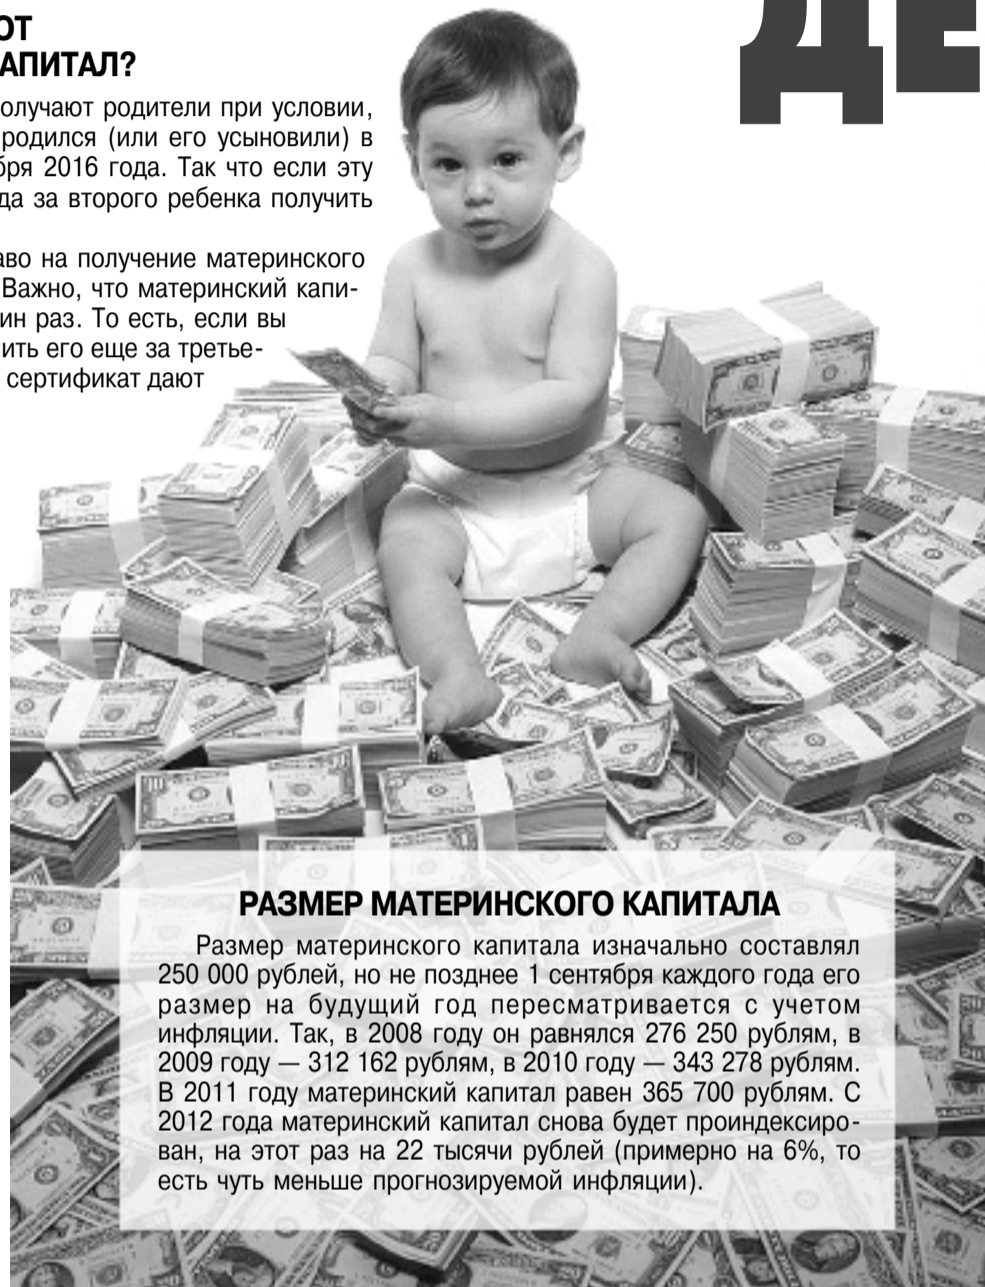 ОТ
АПИТАЛ?
олучают родители при условии,
родился (или его усыновили) в
бря 2016 года. Так что если эту
да за второго ребенка получить
аво на получение материнского
Важно, что материнский капи-
ин раз. То есть, если вы
ить его еще за третье-
сертификат дают
ДЕ
РАЗМЕР МАТЕРИНСКОГО КАПИТАЛА
Размер материнского капитала изначально составлял
250 000 рублей, но не позднее 1 сентября каждого года его
размер на будущий год пересматривается с учетом
инфляции. Так, в 2008 году он равнялся 276 250 рублям, в
2009 году — 312 162 рублям, в 2010 году — 343 278 рублям.
В 2011 году материнский капитал равен 365 700 рублям. С
2012 года материнский капитал снова будет проиндексиро-
ван, на этот раз на 22 тысячи рублей (примерно на 6%, то
есть чуть меньше прогнозируемой инфляции).